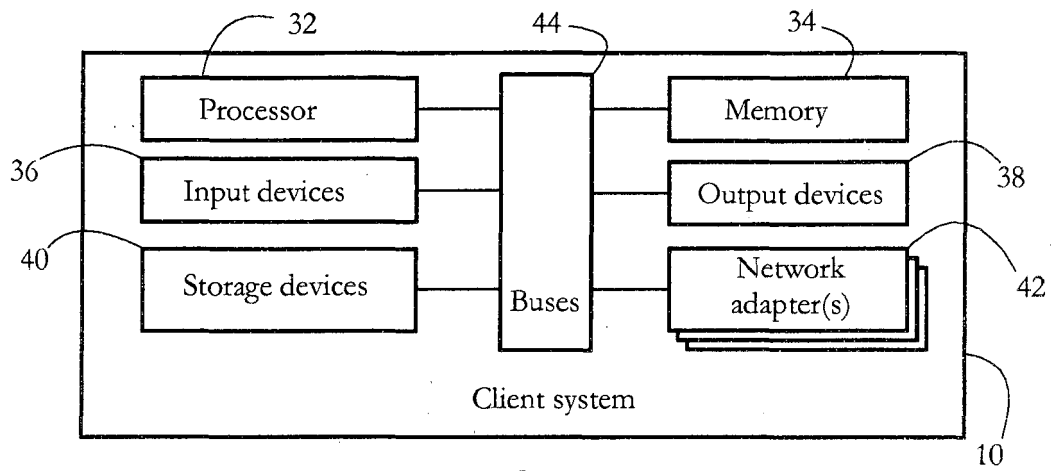 32
44
34
Processor
Memory
36
Input devices
Output devices
38
40
Storage devices
Buses
Network
adapter(s)
42
Client system
10